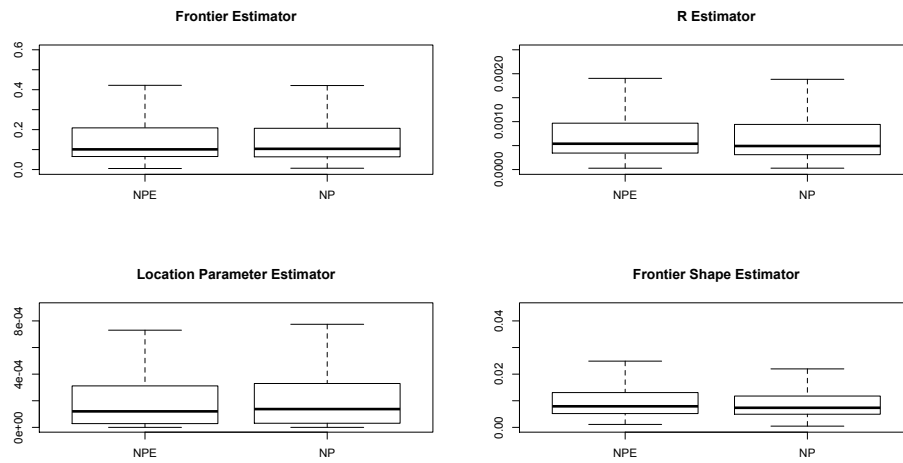 Frontier Estimator
0.6
0.4
0.2
0.0
NPE NP
R Estimator
0.0020
0.0010
0.0000
NPE NP
Location Parameter Estimator
8e-04
4e-04
0e+00
NPE NP
Frontier Shape Estimator
0.04
0.02
0.00
NPE NP